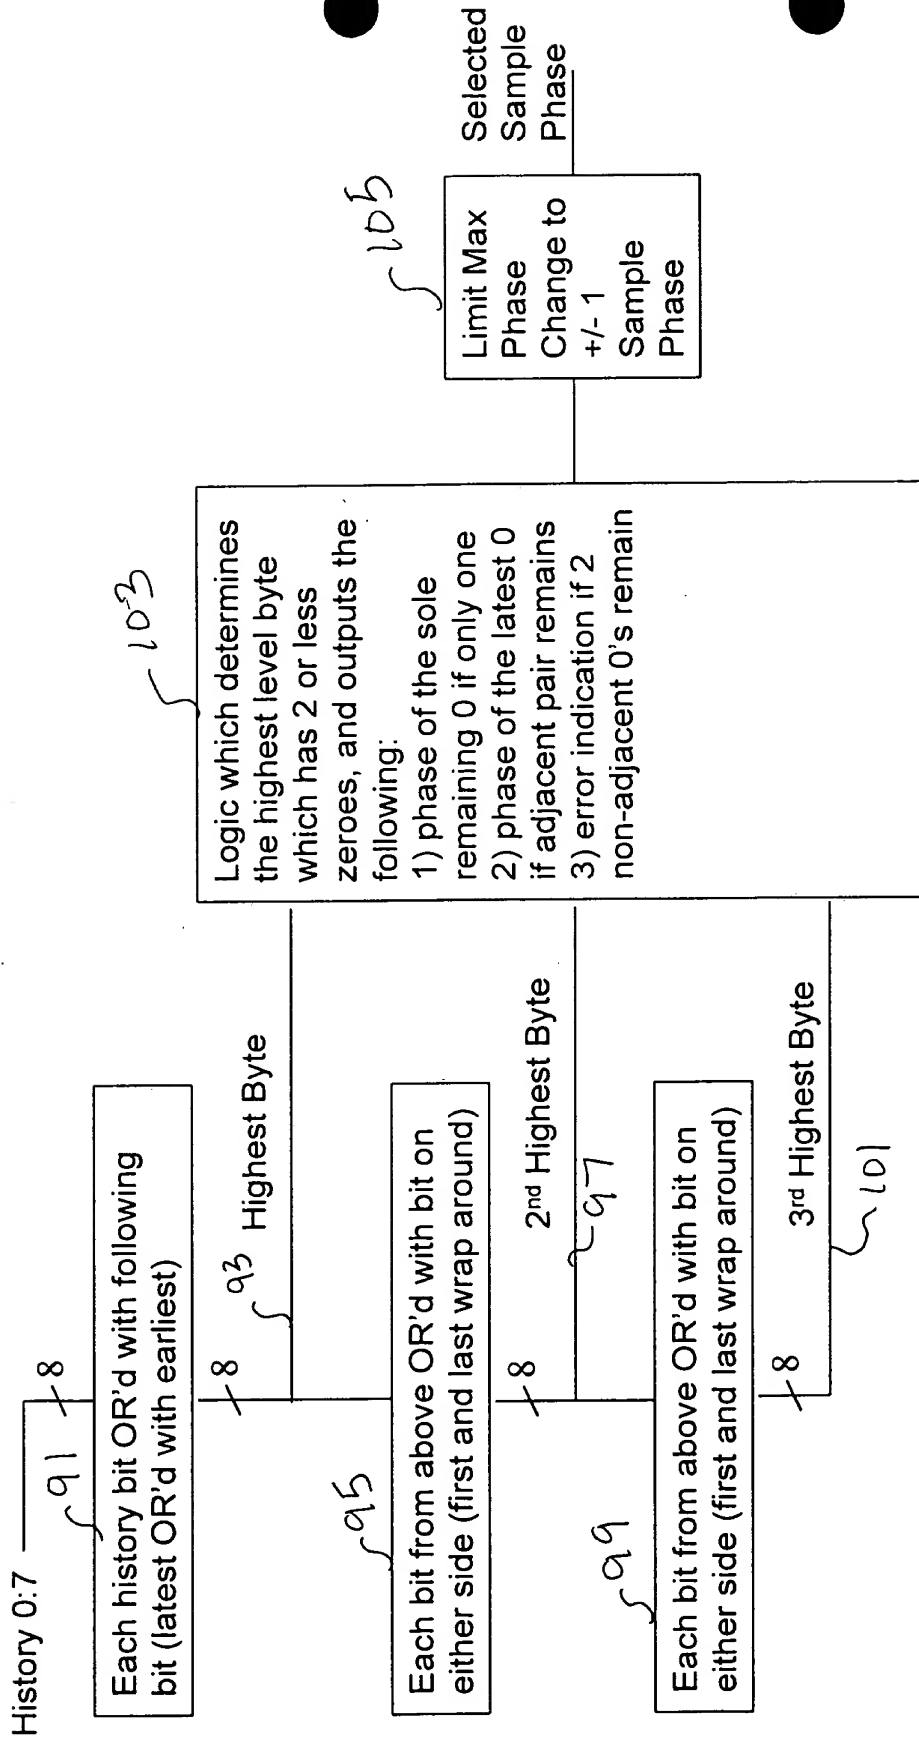 History 0:7
8
91
Each history bit OR'd with following
bit (latest OR'd with earliest)
8
93
Highest Byte
95
Each bit from above OR'd with bit on
either side (first and last wrap around)
8
2nd Highest Byte
97
99
Each bit from above OR'd with bit on
either side (first and last wrap around)
8
3rd Highest Byte
101
103
Logic which determines
the highest level byte
which has 2 or less
zeroes, and outputs the
following:
1) phase of the sole
remaining 0 if only one
2) phase of the latest 0
if adjacent pair remains
3) error indication if 2
non-adjacent 0's remain
105
Limit Max
Phase
Change to
+/- 1
Sample
Phase
Selected
Sample
Phase